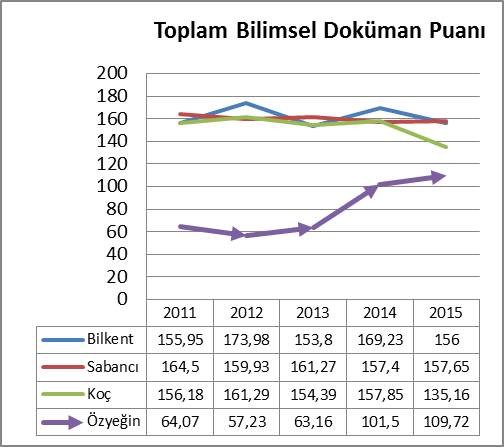 Toplam Bilimsel Doküman Puanı
200
180
160
140
120
100
80
60
40
20
0
2011 2012 2013 2014 2015
Bilkent 155,95 173,98 153,8 169,23 156
Sabancı 164,5 159,93 161,27 157,4 157,65
Koç 156,18 161,29 154,39 157,85 135,16
Özyeğin 64,07 57,23 63,16 101,5 109,72